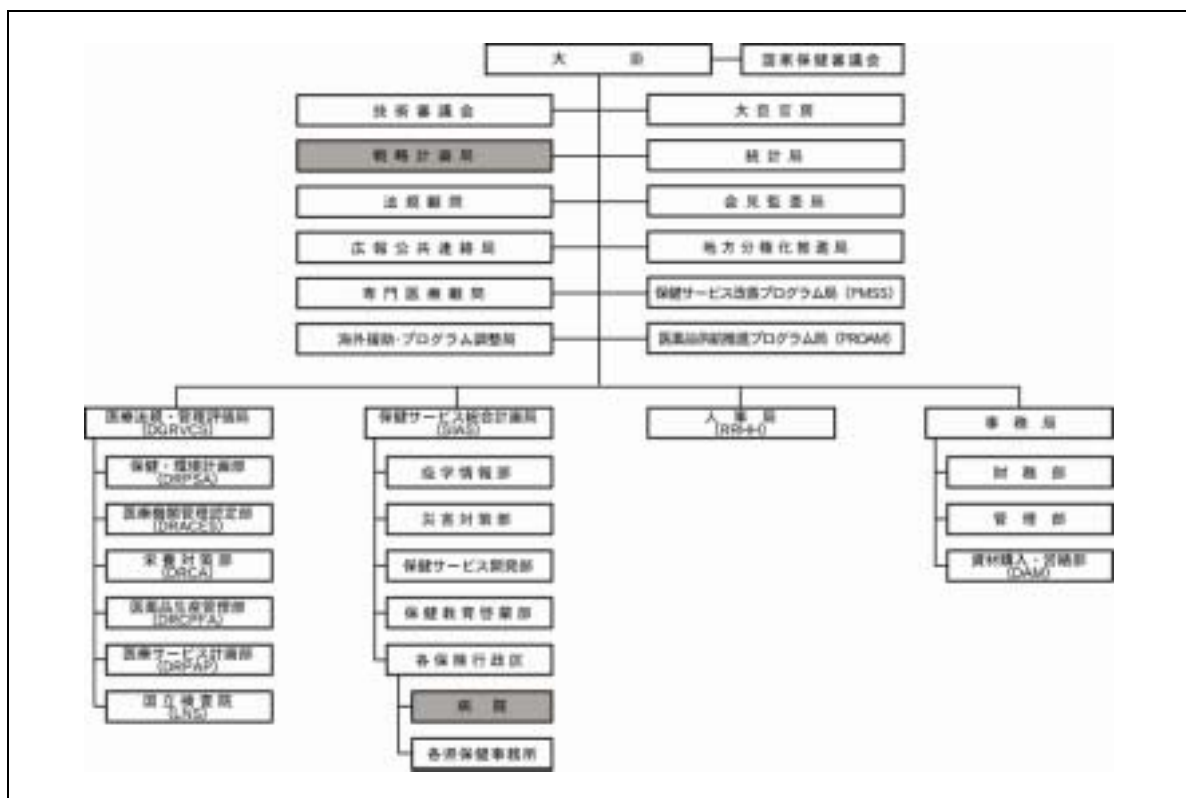 大臣
国家保健審議会
技術審議会
大臣官房
戦略計画局
統計局
法規顧問
会見監査局
広報公共連絡局
地方分権化推進局
専門医療顧問
保健サービス改善プログラム局 (PMSS)
海外援助・プログラム調整局
医薬品供給推進プログラム局 (PROAM)
医療法規・管理評価局
(DGRVCS)
保健サービス総合計画局
(SIAS)
人事局
(RRHH)
事務局
保健・環境計画部
(DRPSA)
疫学情報部
財務部
医療機関管理認定部
(DRACES)
災害対策部
管理部
栄養対策部
(DRCA)
保健サービス開発部
資材購入・
(DAM)
医薬品生産管理部
(DRCPFA)
保健教育啓蒙部
医療サービス計画部
(DRPAP)
各保険行政区
国立検査院
(LNS)
病院
各県保健事務所